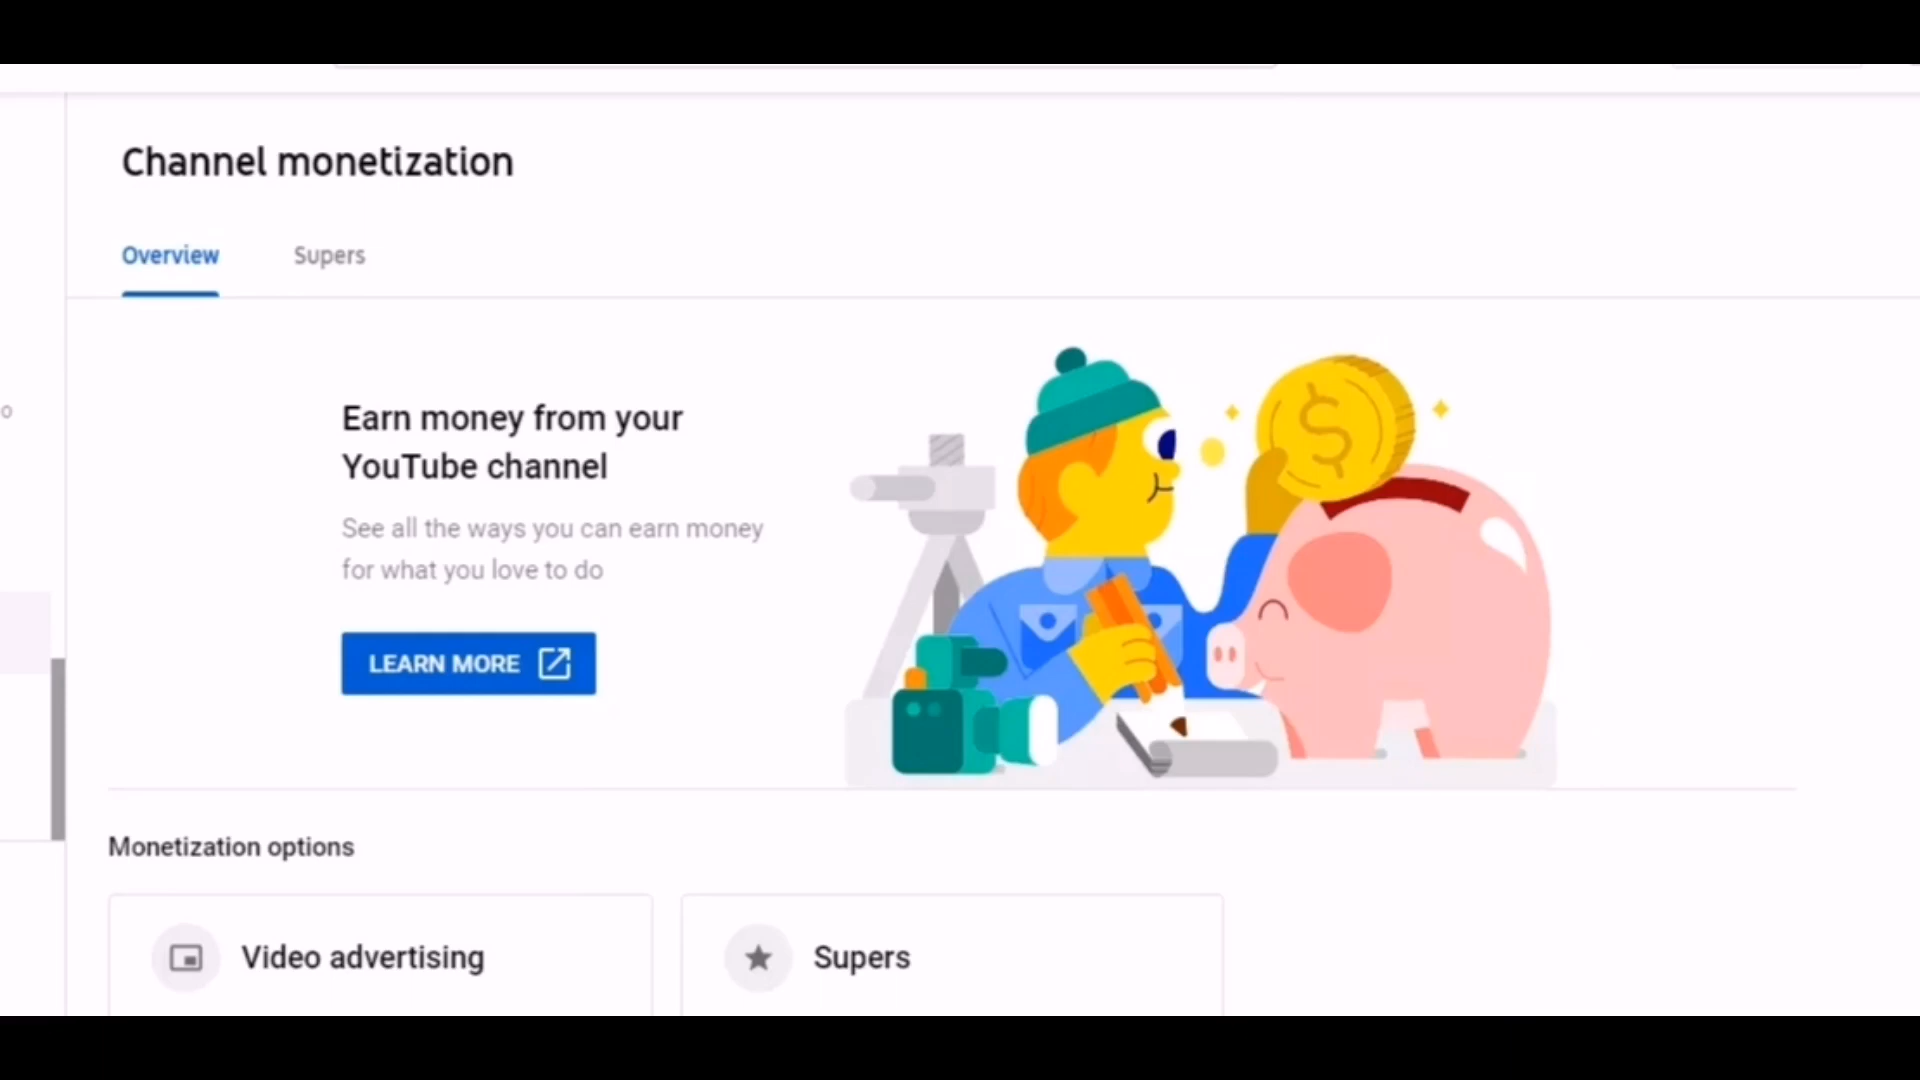 Channel monetization
Overview
Supers
o
Earn money from your
YouTube channel
See all the ways you can earn money
for what you love to do
LEARN MORE
$
Monetization options
Video advertising
Supers